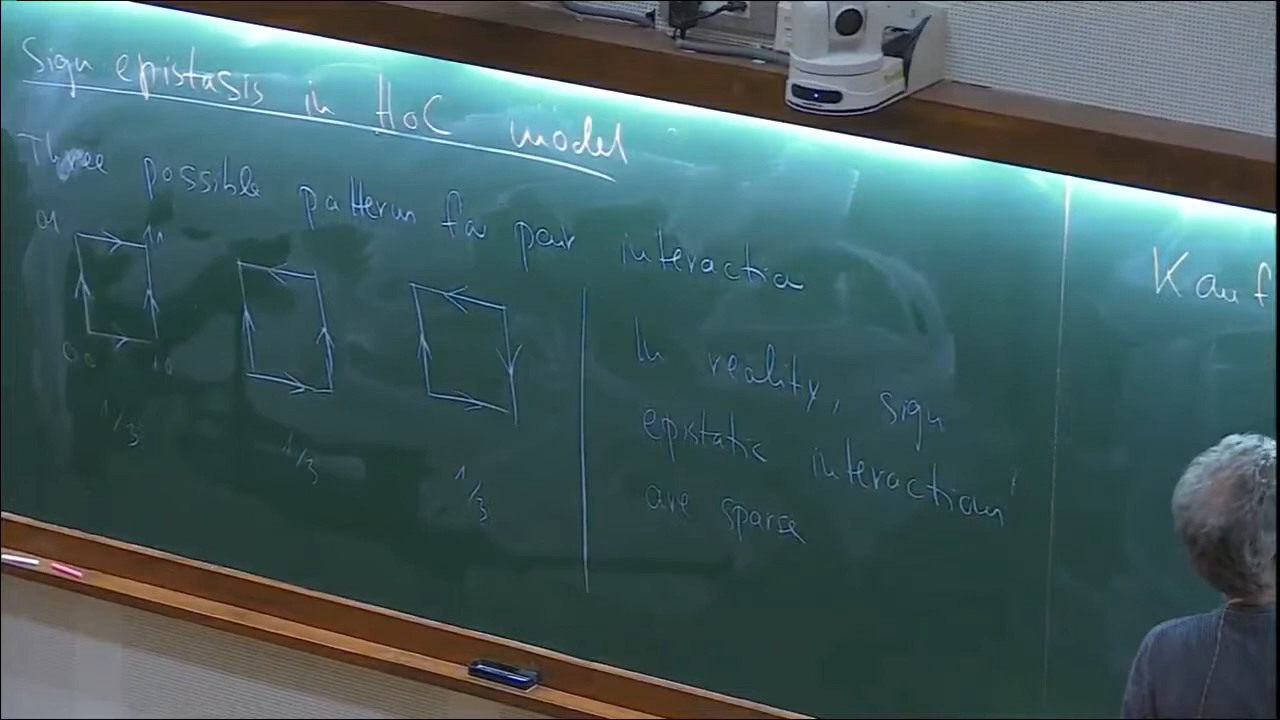 Sign epistasis in HoC model
Three possible pattern for pair interaction
01 11
00 10
1/3 1/3 1/3
In reality, sign
epistatic interactions
are sparse
Kauf